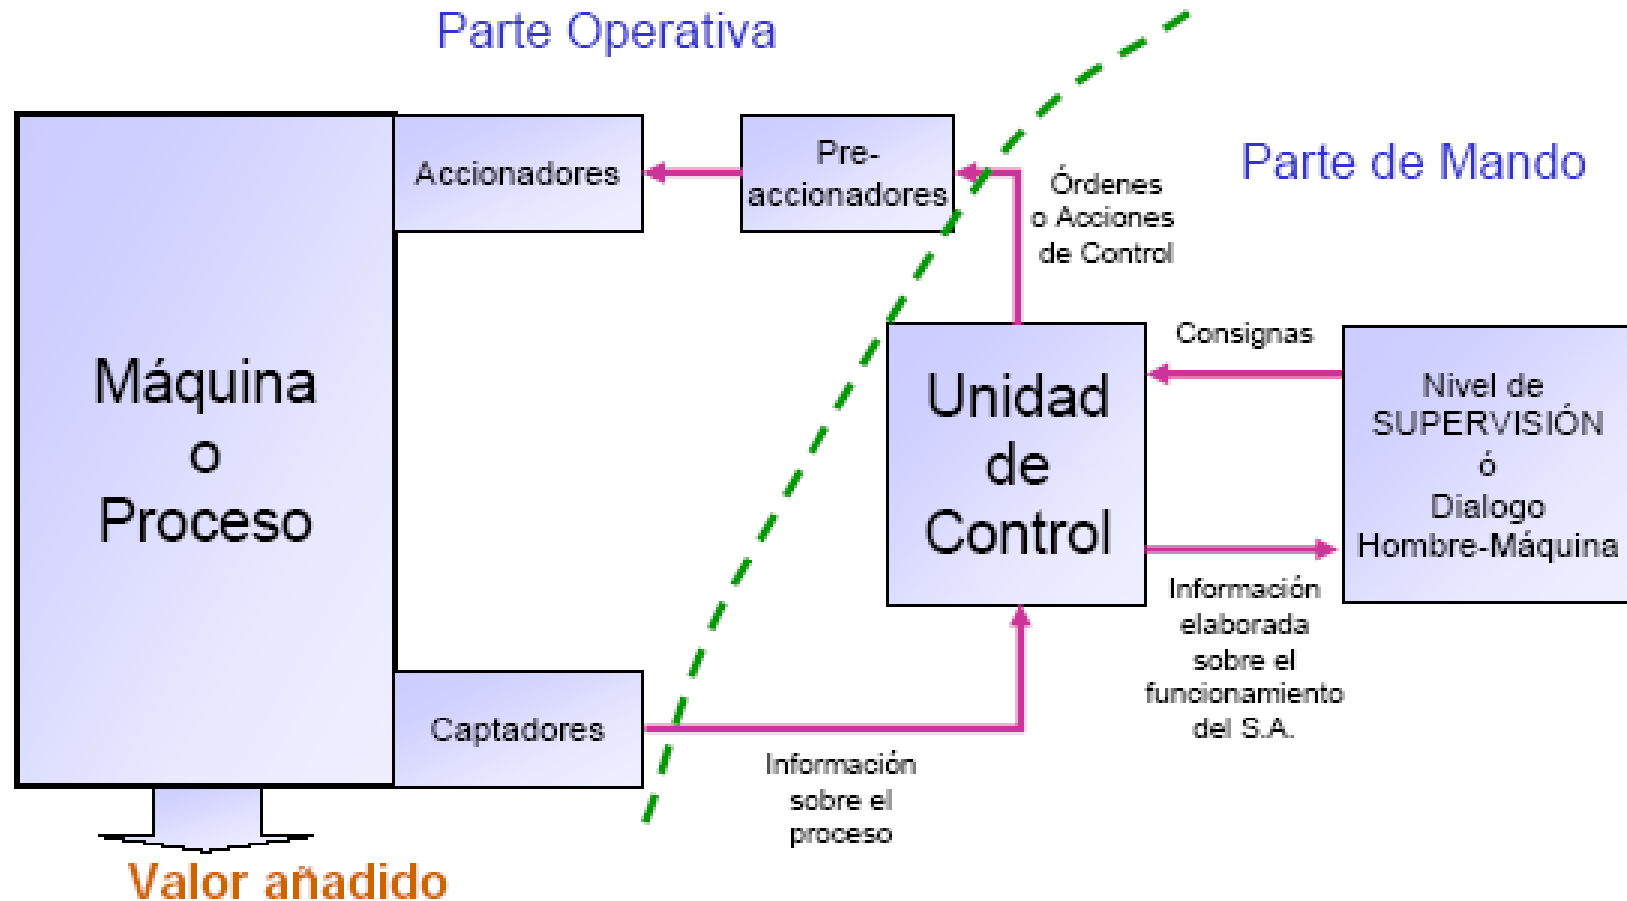 Parte Operativa
Parte de Mando
Accionadores
Pre-
accionadores
Órdenes
o Acciones
de Control
Máquina
o
Proceso
Unidad
de
Control
Consignas
Nivel de
SUPERVISIÓN
ó
Dialogo
Hombre-Máquina
Información
elaborada
sobre el
funcionamiento
del S.A.
Captadores
Información
sobre el
proceso
Valor añadido